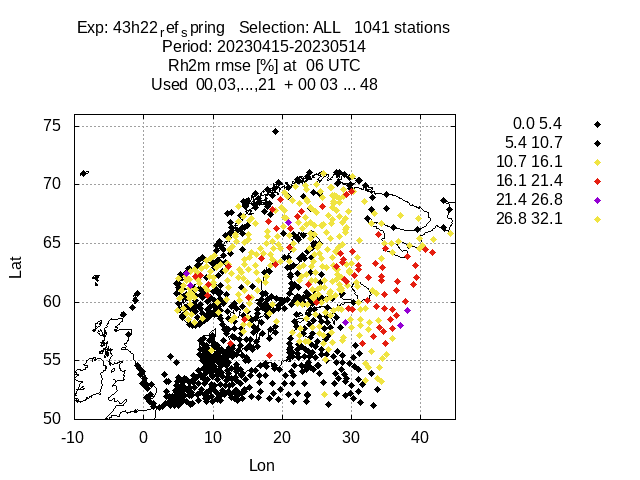 Exp: 43h22ref spring   Selection: ALL   1041 stations
Period: 20230415-20230514
Rh2m rmse [%] at  06 UTC
Used  00,03,...,21  + 00 03 ... 48
75
70
65
60
55
50
Lat
-10 0 10 20 30 40
Lon
0.0 5.4
5.4 10.7
10.7 16.1
16.1 21.4
21.4 26.8
26.8 32.1